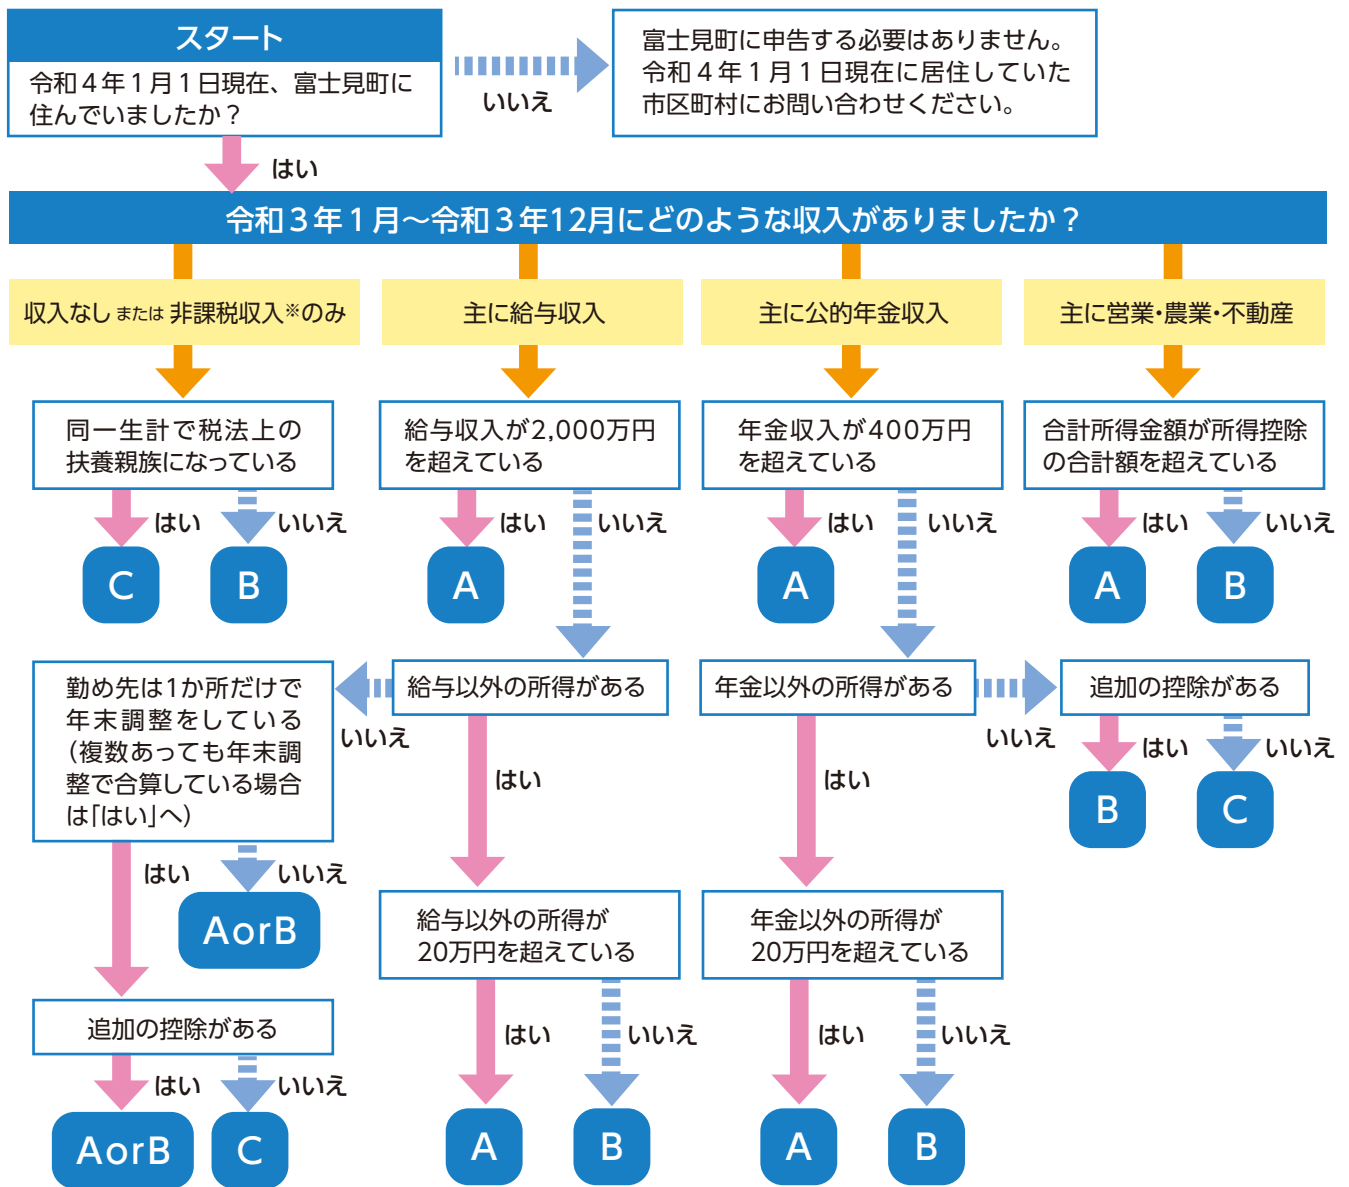 スタート
令和4年1月1日現在、富士見町に
住んでいましたか？
いいえ
富士見町に申告する必要はありません。
令和4年1月1日現在に居住していた
市区町村にお問い合わせください。
はい
令和3年1月～令和3年12月にどのような収入がありましたか？
収入なし または 非課税収入※のみ
主に給与収入
主に公的年金収入
主に営業・農業・不動産
同一生計で税法上の
扶養親族になっている
給与収入が2,000万円
を超えている
年金収入が400万円
を超えている
合計所得金額が所得控除
の合計額を超えている
はい
いいえ
はい
いいえ
はい
いいえ
はい
いいえ
C
B
A
A
A
B
勤め先は1か所だけで
年末調整をしている
（複数あっても年末調
整で合算している場合
は「はい」へ）
いいえ
給与以外の所得がある
年金以外の所得がある
いいえ
追加の控除がある
はい
いいえ
B
C
はい
はい
はい
いいえ
AorB
給与以外の所得が
20万円を超えている
年金以外の所得が
20万円を超えている
追加の控除がある
はい
いいえ
はい
いいえ
はい
いいえ
AorB
C
A
B
A
B